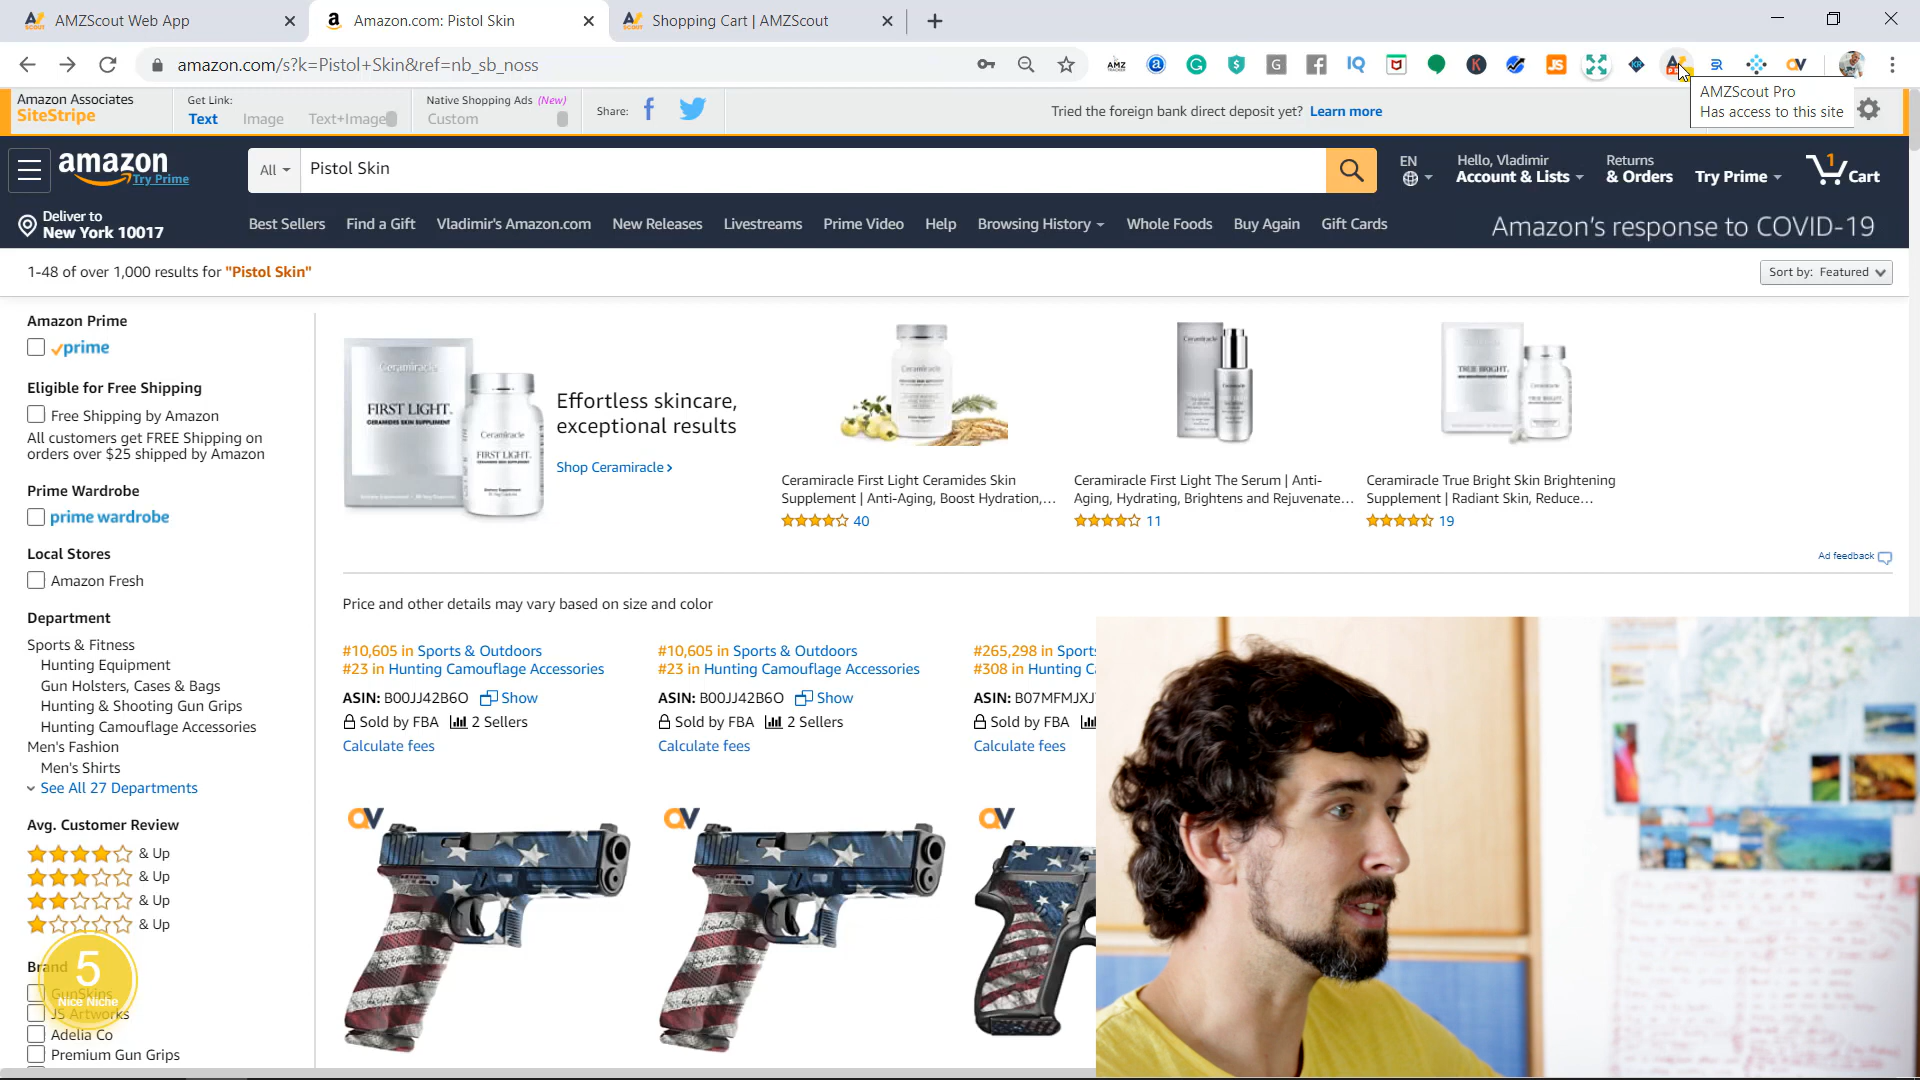 AMZScout Web App
Amazon.com: Pistol Skin
Shopping Cart | AMZScout
amazon.com/s?k=Pistol+Skin&ref=nb_sb_noss
AMZScout Pro
Has access to this site
Amazon Associates
SiteStripe
Get Link:
Text Image Text+Image
Native Shopping Ads (New)
Custom
Share:
Tried the foreign bank direct deposit yet? Learn more
amazon
Try Prime
All
Pistol Skin
EN
Hello, Vladimir
Account & Lists
Returns
& Orders
Try Prime
1
Cart
Deliver to
New York 10017
Best Sellers Find a Gift Vladimir's Amazon.com New Releases Livestreams Prime Video Help Browsing History Whole Foods Buy Again Gift Cards
Amazon's response to COVID-19
1-48 of over 1,000 results for "Pistol Skin"
Sort by: Featured
Amazon Prime
prime
Eligible for Free Shipping
Free Shipping by Amazon
All customers get FREE Shipping on
orders over $25 shipped by Amazon
Prime Wardrobe
prime wardrobe
Local Stores
Amazon Fresh
Department
Sports & Fitness
Hunting Equipment
Gun Holsters, Cases & Bags
Hunting & Shooting Gun Grips
Hunting Camouflage Accessories
Men's Fashion
Men's Shirts
See All 27 Departments
Avg. Customer Review
& Up
& Up
& Up
& Up
Brand
GunSkins
JS Artworks
Adelia Co
Premium Gun Grips
5
Nice Niche
Ceramiracle
FIRST LIGHT.
CERAMIDES SKIN SUPPLEMENT
Ceramiracle
FIRST LIGHT.
Effortless skincare,
exceptional results
Shop Ceramiracle ›
Ceramiracle First Light Ceramides Skin
Supplement | Anti-Aging, Boost Hydration,...
40
Ceramiracle First Light The Serum | Anti-
Aging, Hydrating, Brightens and Rejuvenate...
11
TRUE BRIGHT.
Ceramiracle True Bright Skin Brightening
Supplement | Radiant Skin, Reduce...
19
Ad feedback
Price and other details may vary based on size and color
#10,605 in Sports & Outdoors
#23 in Hunting Camouflage Accessories
ASIN: B00JJ42B6O Show
Sold by FBA 2 Sellers
Calculate fees
#10,605 in Sports & Outdoors
#23 in Hunting Camouflage Accessories
ASIN: B00JJ42B6O Show
Sold by FBA 2 Sellers
Calculate fees
#265,298 in Sports
#308 in Hunting
ASIN: B07MFMJXJ
Sold by FBA
Calculate fees